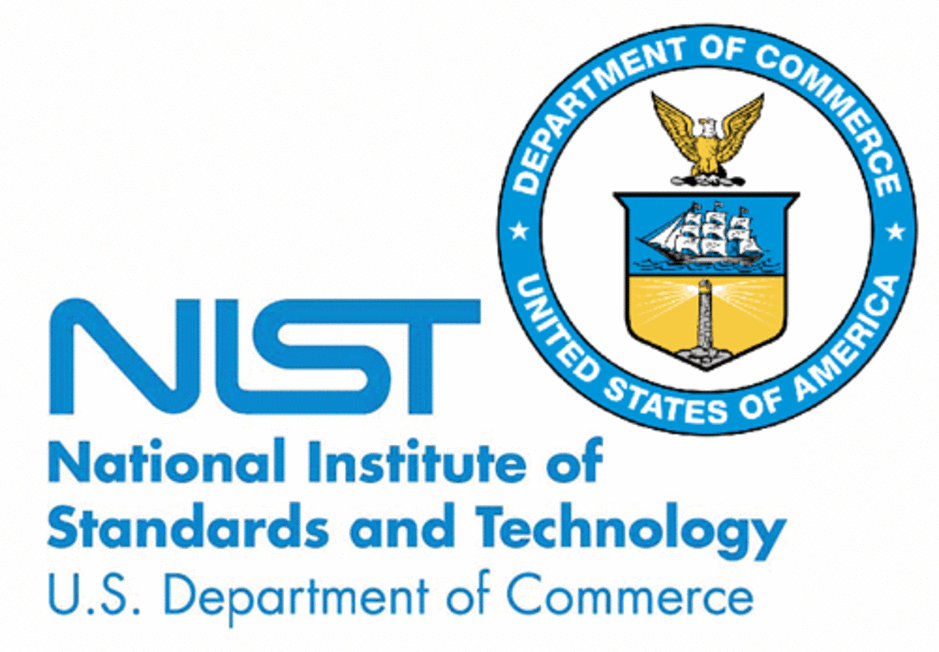 DEPARTMENT OF COMMERCE
UNITED STATES OF AMERICA
NIST
National Institute of
Standards and Technology
U.S. Department of Commerce